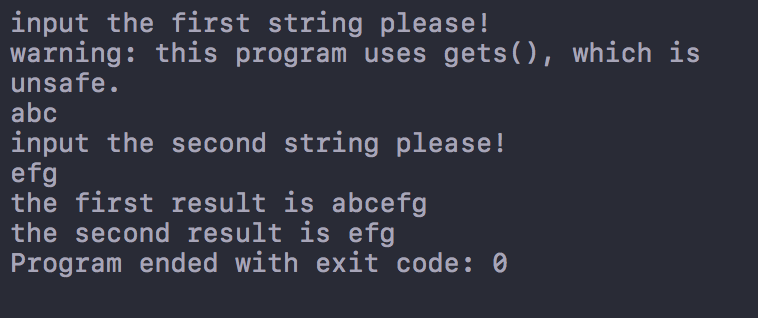 input the first string please!
warning: this program uses gets(), which is
unsafe.
abc
input the second string please!
efg
the first result is abcefg
the second result is efg
Program ended with exit code: 0